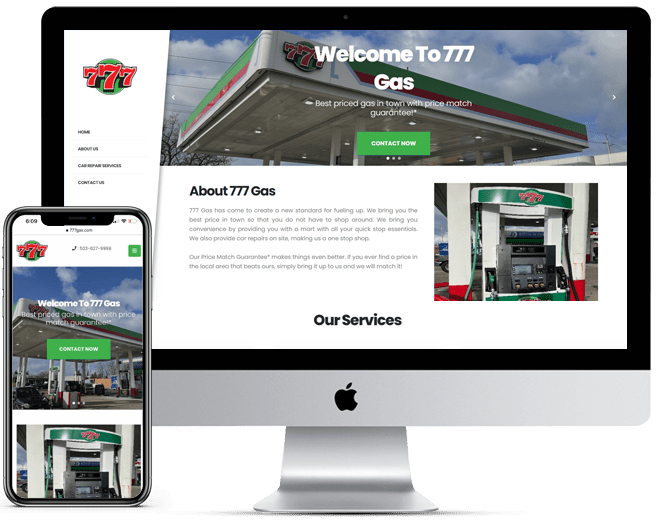 777
HOME
ABOUT US
CAR REPAIR SERVICES
CONTACT US
777
Welcome To 777
Gas
Best priced gas in town with price match
guarantee!*
CONTACT NOW
About 777 Gas
777 Gas has come to create a new standard for fueling up. We bring you the
best price in town so that you do not have to shop around. We bring you
convenience by providing you with a mart with all your quick stop essentials.
We also provide car repairs on site, making us a one stop shop.
Our Price Match Guarantee* makes things even better. If you ever find a price in
the local area that beats ours, simply bring it up to us and we will match it!
777
Our Services
6:09
777gas.com
777
503-627-9999
Welcome To 777 Gas
Best priced gas in town with price
match guarantee!*
CONTACT NOW
777